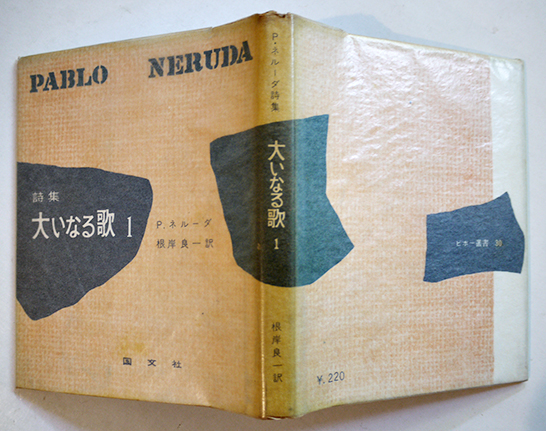 PABLO NERUDA
詩集
大いなる歌 1
P.ネルーダ
根岸良一訳
国文社
P・ネルーダ詩集
大いなる歌 1
根岸良一訳
ピポー叢書 30
¥.220